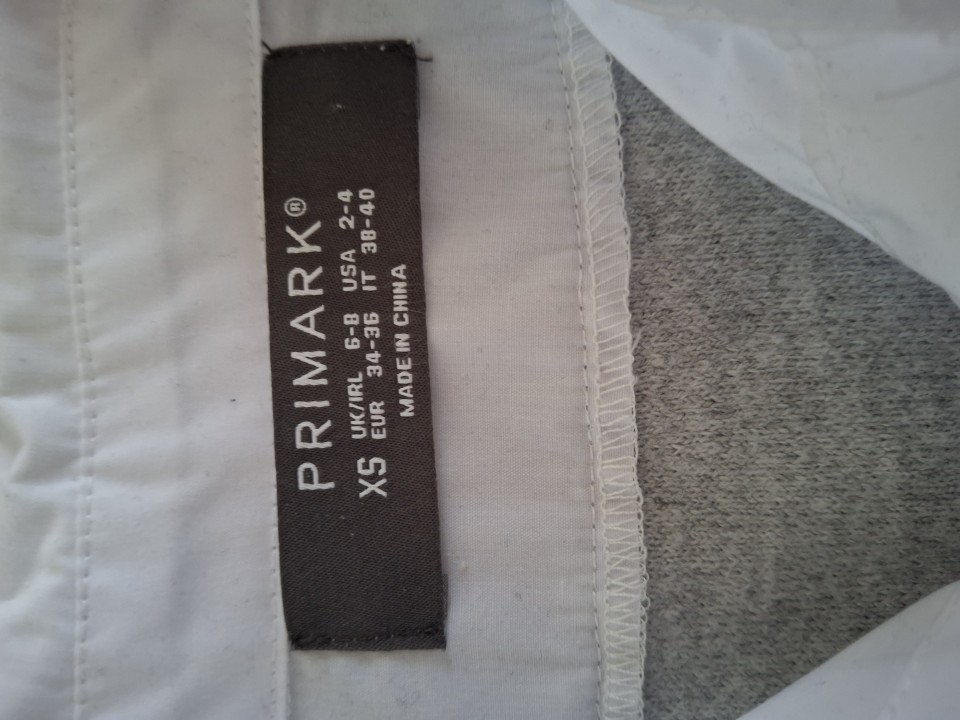 PRIMARK®
XS UK/IRL 6-8 USA 2-4
EUR 34-36 IT 38-40
MADE IN CHINA